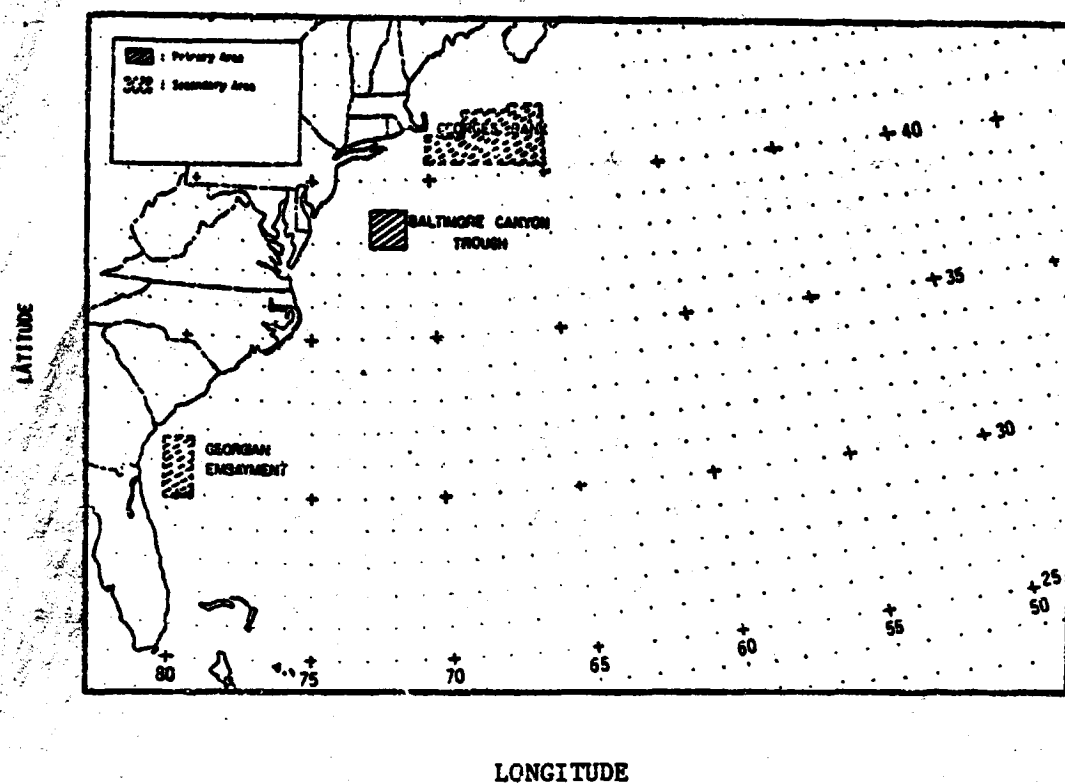 : Primary Area
: Secondary Area
GEORGES BANK
BALTIMORE CANYON
TROUGH
GEORGIAN
EMBAYMENT
LATITUDE
40
35
30
25
50
55
60
65
70
75
80
LONGITUDE